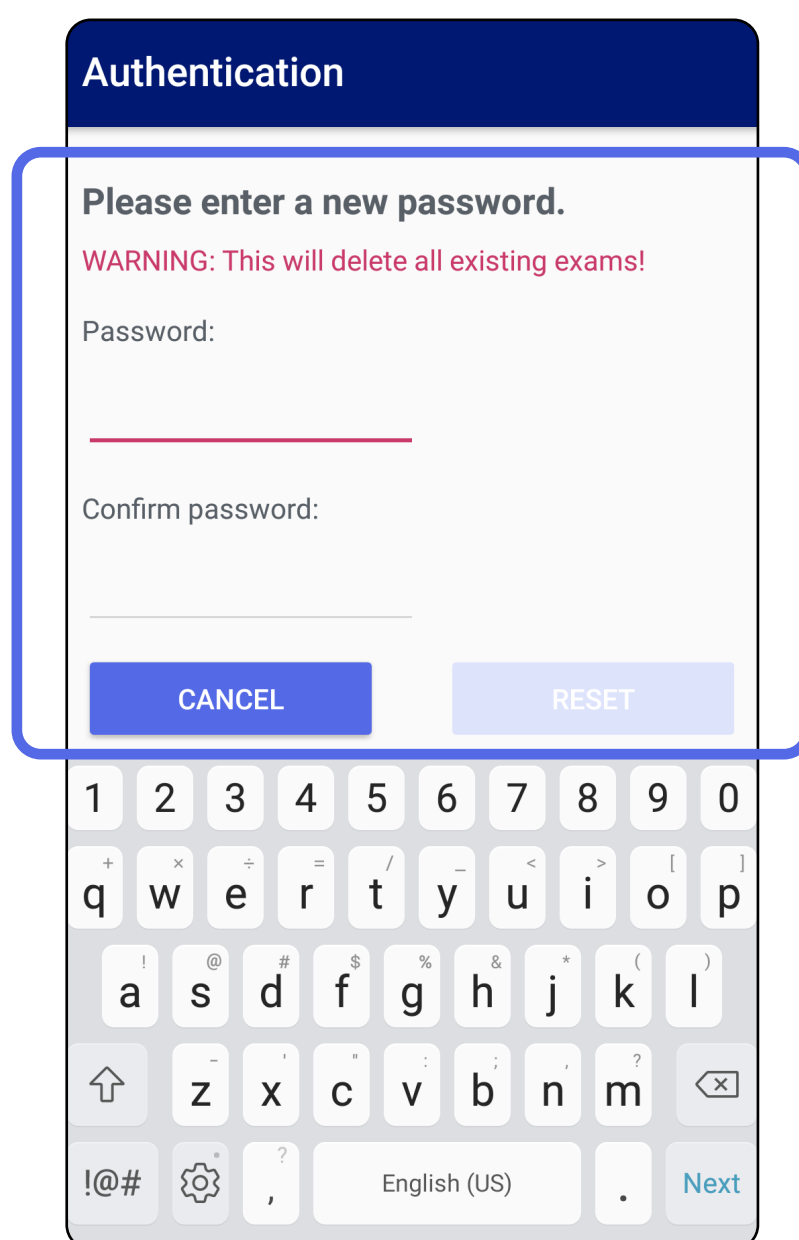 Authentication
Please enter a new password.
WARNING: This will delete all existing exams!
Password:
Confirm password:
CANCEL RESET
1 2 3 4 5 6 7 8 9 0
+ × ÷ = / _ < > [ ]
q w e r t y u i o p
! @ # $ % & * ( )
a s d f g h j k l
- ' " : ; , ?
z x c v b n m
?
!@# , English (US) . Next